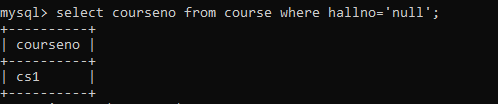 mysql> select courseno from course where hallno='null';
+----------+
| courseno |
+----------+
| cs1      |
+----------+